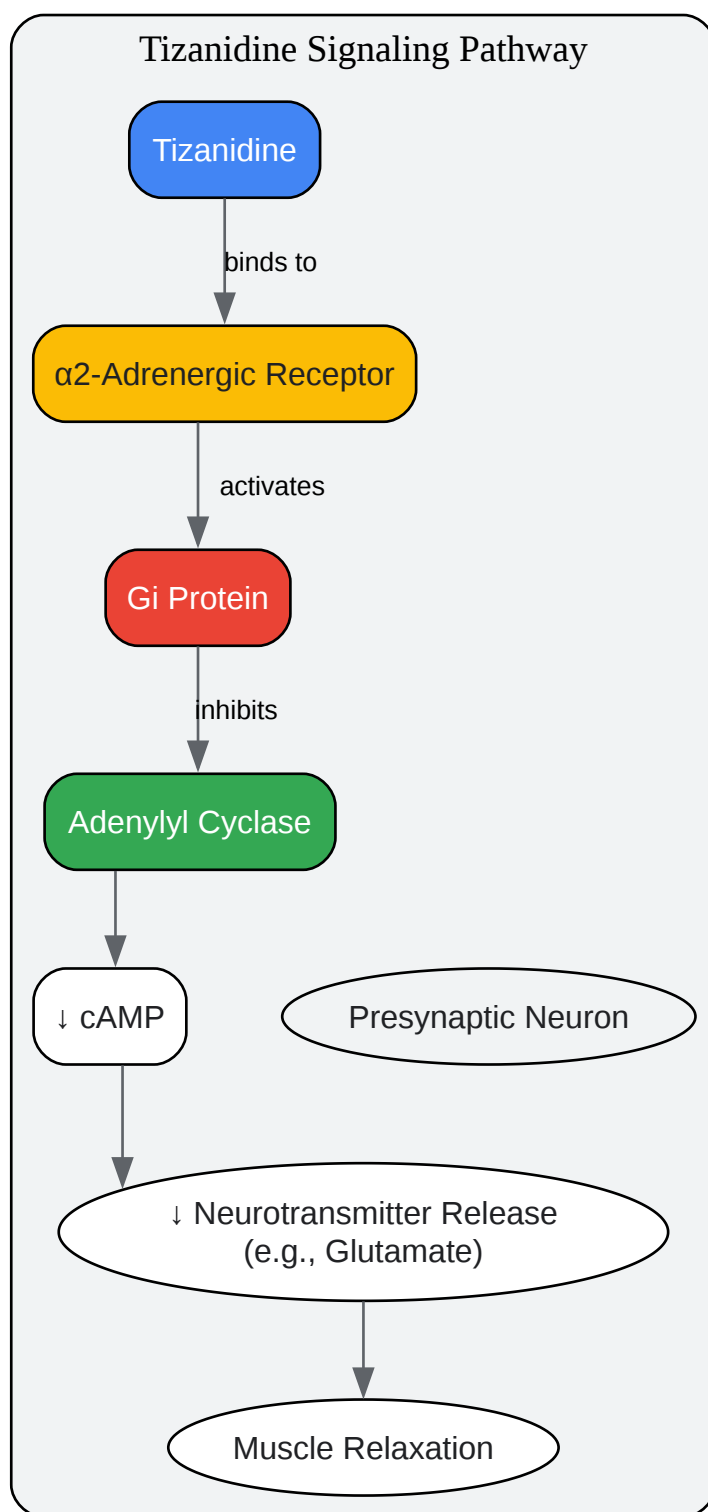 Tizanidine Signaling Pathway
Tizanidine
binds to
α2-Adrenergic Receptor
activates
Gi Protein
inhibits
Adenylyl Cyclase
↓ cAMP
Presynaptic Neuron
↓ Neurotransmitter Release
(e.g., Glutamate)
Muscle Relaxation